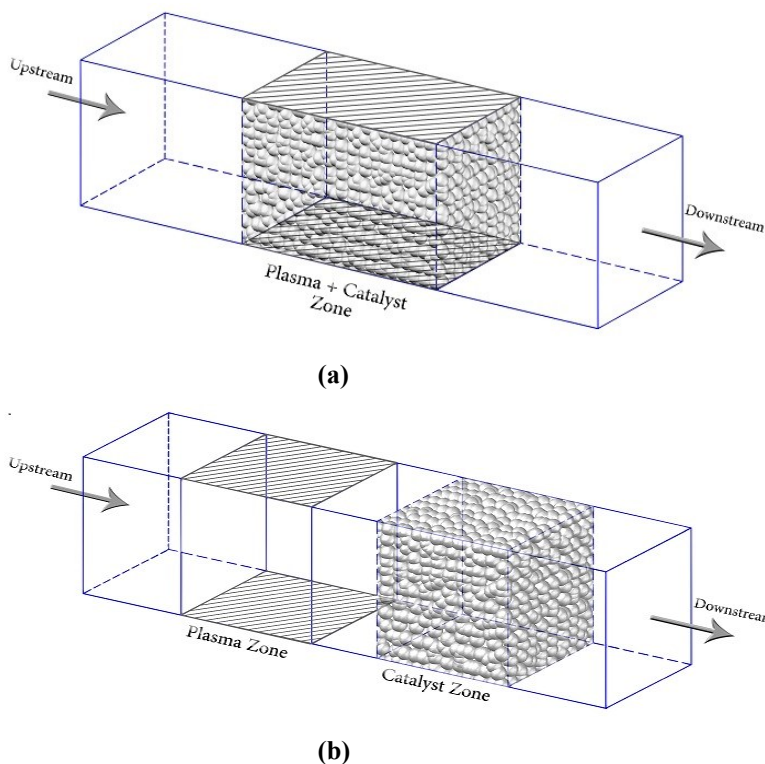 Upstream
Downstream
Plasma + Catalyst
Zone
(a)
Upstream
Downstream
Plasma Zone
Catalyst Zone
(b)